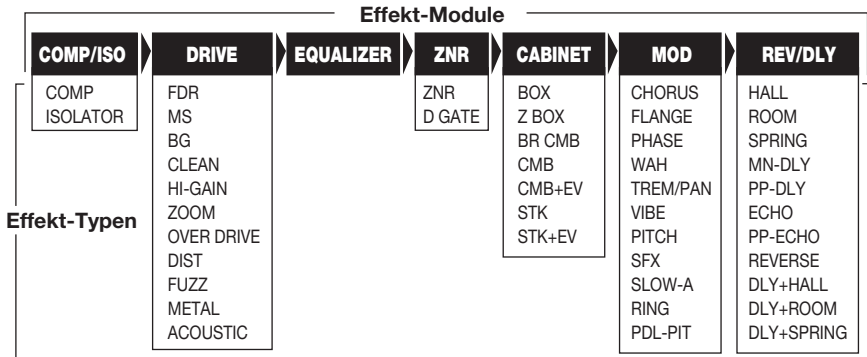 Effekt-Module
COMP/ISO DRIVE EQUALIZER ZNR CABINET MOD REV/DLY
COMP
ISOLATOR
FDR
MS
BG
CLEAN
HI-GAIN
ZOOM
OVER DRIVE
DIST
FUZZ
METAL
ACOUSTIC
ZNR
D GATE
BOX
Z BOX
BR CMB
CMB
CMB+EV
STK
STK+EV
CHORUS
FLANGE
PHASE
WAH
TREM/PAN
VIBE
PITCH
SFX
SLOW-A
RING
PDL-PIT
HALL
ROOM
SPRING
MN-DLY
PP-DLY
ECHO
PP-ECHO
REVERSE
DLY+HALL
DLY+ROOM
DLY+SPRING
Effekt-Typen